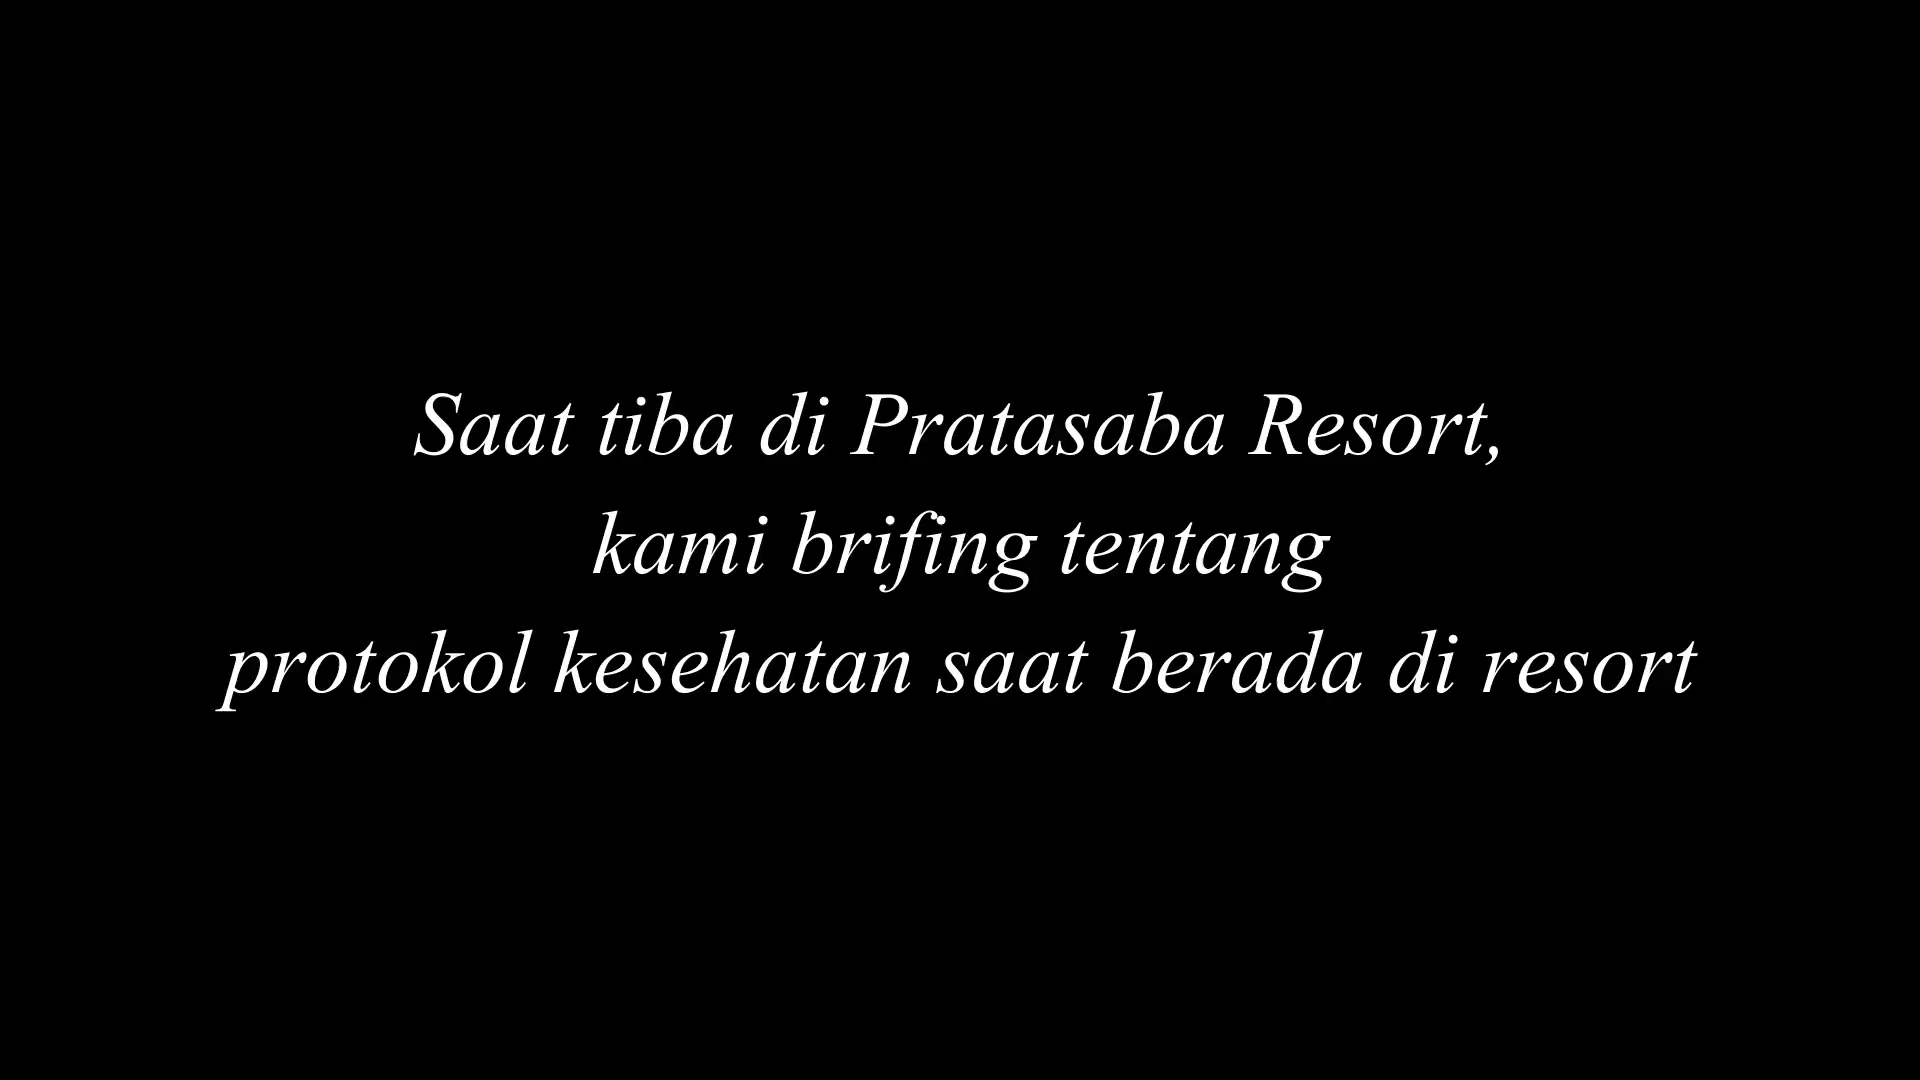 Saat tiba di Pratasaba Resort,
kami brifing tentang
protokol kesehatan saat berada di resort